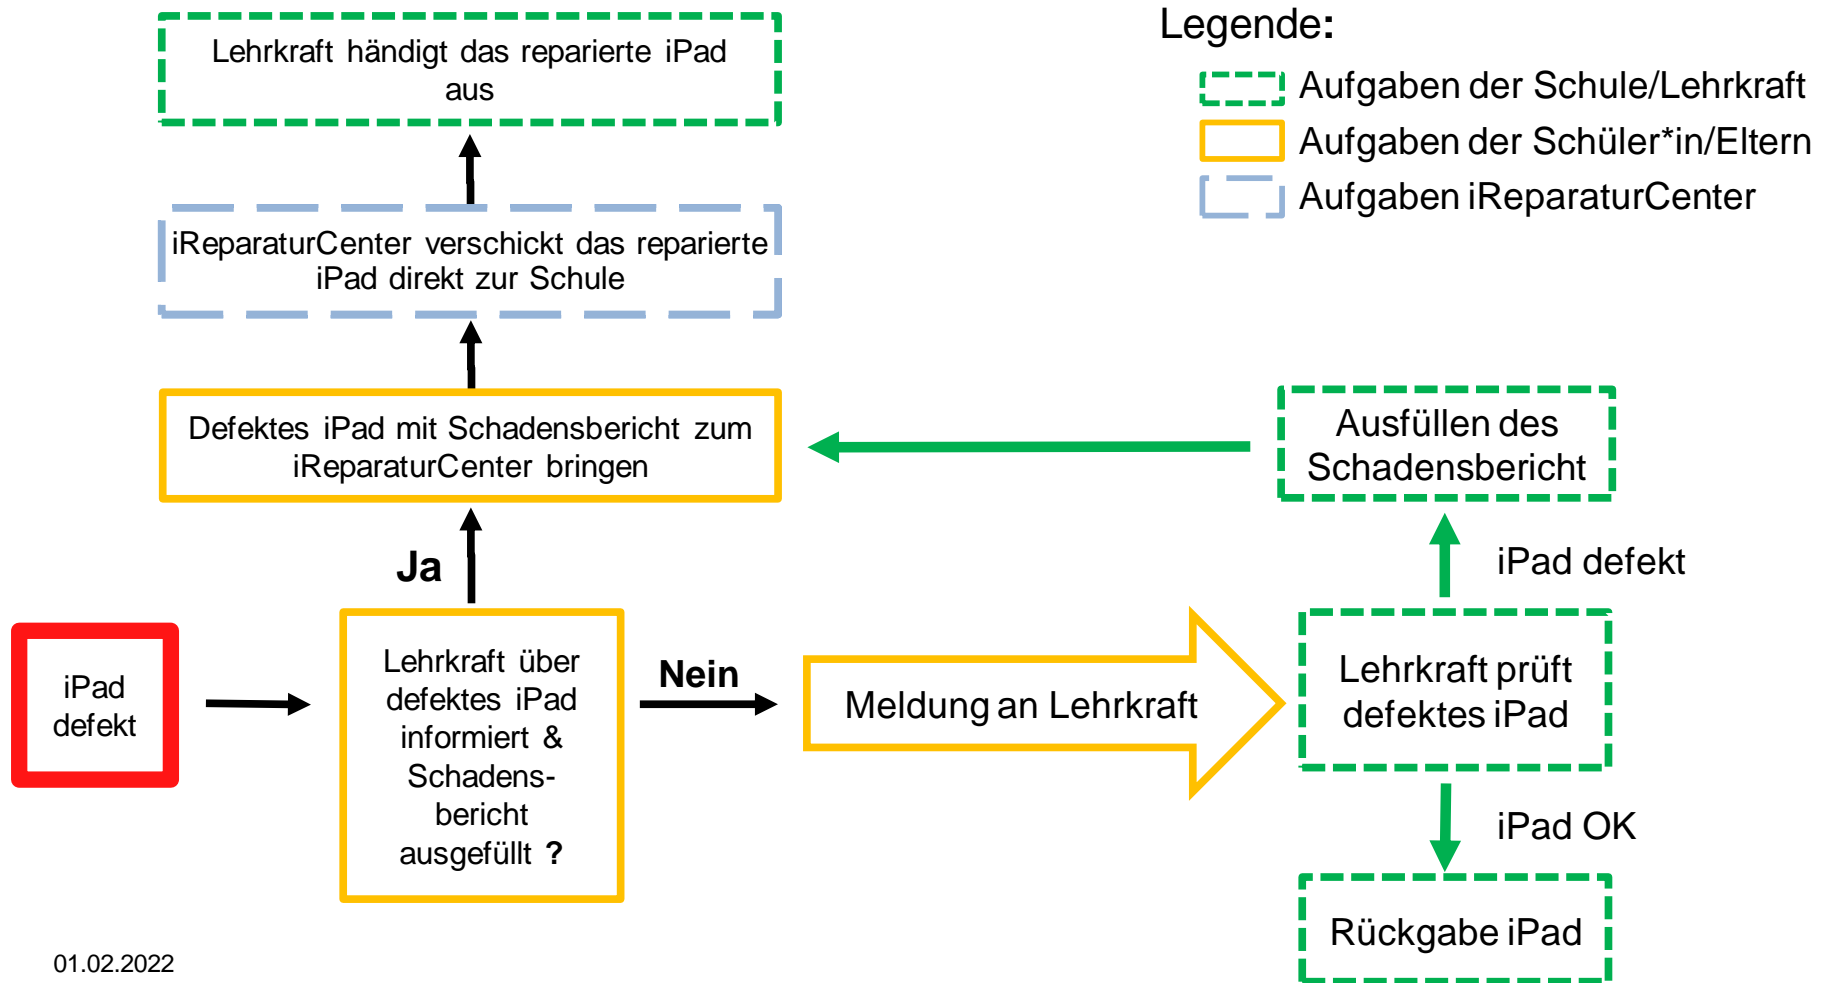 Lehrkraft händigt das reparierte iPad
aus
Legende:
Aufgaben der Schule/Lehrkraft
Aufgaben der Schüler*in/Eltern
Aufgaben iReparaturCenter
iReparaturCenter verschickt das reparierte
iPad direkt zur Schule
Defektes iPad mit Schadensbericht zum
iReparaturCenter bringen
Ausfüllen des
Schadensbericht
Ja
iPad defekt
iPad
defekt
Lehrkraft über
defektes iPad
informiert &
Schadens-
bericht
ausgefüllt ?
Nein
Meldung an Lehrkraft
Lehrkraft prüft
defektes iPad
iPad OK
Rückgabe iPad
01.02.2022